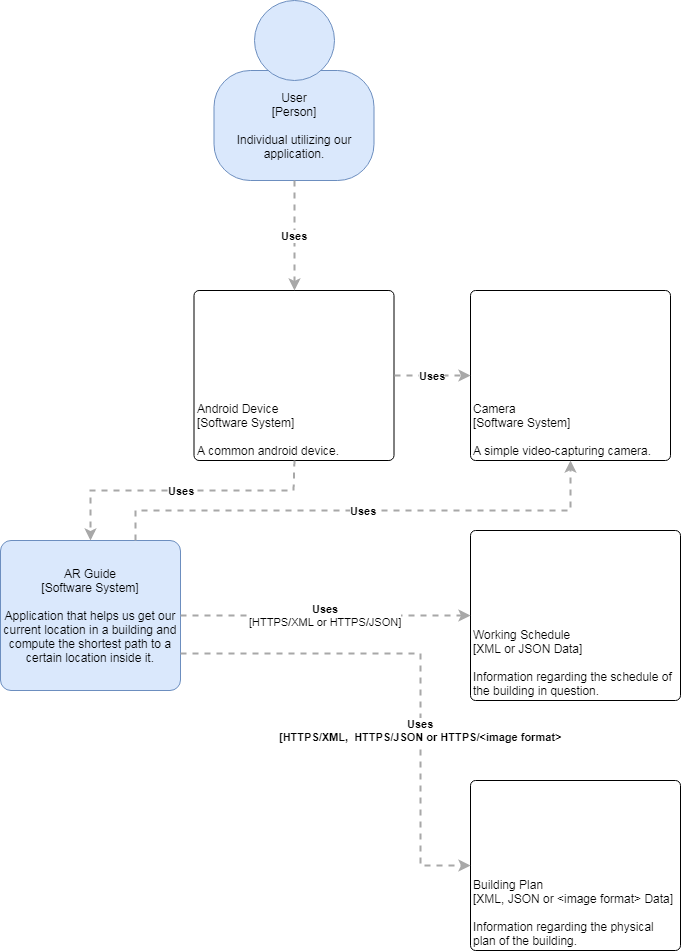 User
[Person]
Individual utilizing our
application.
Uses
Android Device
[Software System]
A common android device.
Uses
Camera
[Software System]
A simple video-capturing camera.
Uses
Uses
AR Guide
[Software System]
Application that helps us get our
current location in a building and
compute the shortest path to a
certain location inside it.
Uses
[HTTPS/XML or HTTPS/JSON]
Working Schedule
[XML or JSON Data]
Information regarding the schedule of
the building in question.
Uses
[HTTPS/XML,  HTTPS/JSON or HTTPS/<image format>
Building Plan
[XML, JSON or <image format> Data]
Information regarding the physical
plan of the building.